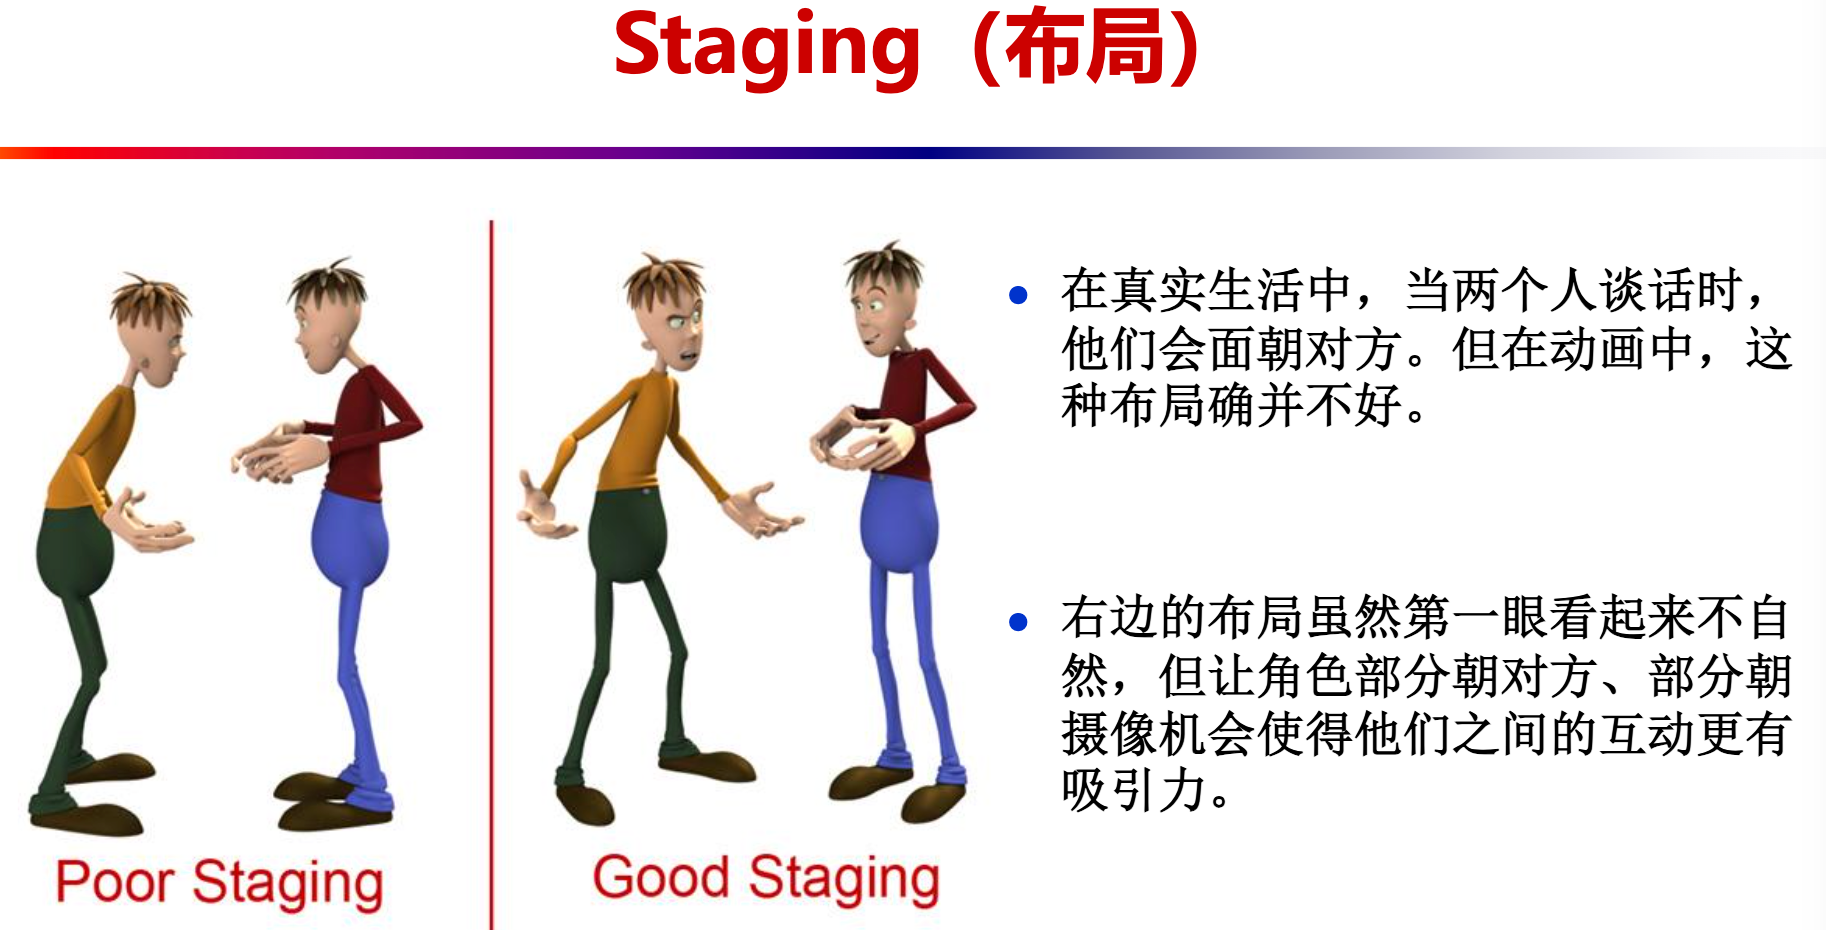 Staging（布局）
在真实生活中，当两个人谈话时，
他们会面朝对方。但在动画中，这
种布局确并不好。
右边的布局虽然第一眼看起来不自
然，但让角色部分朝对方、部分朝
摄像机会使得他们之间的互动更有
吸引力。
Poor Staging
Good Staging